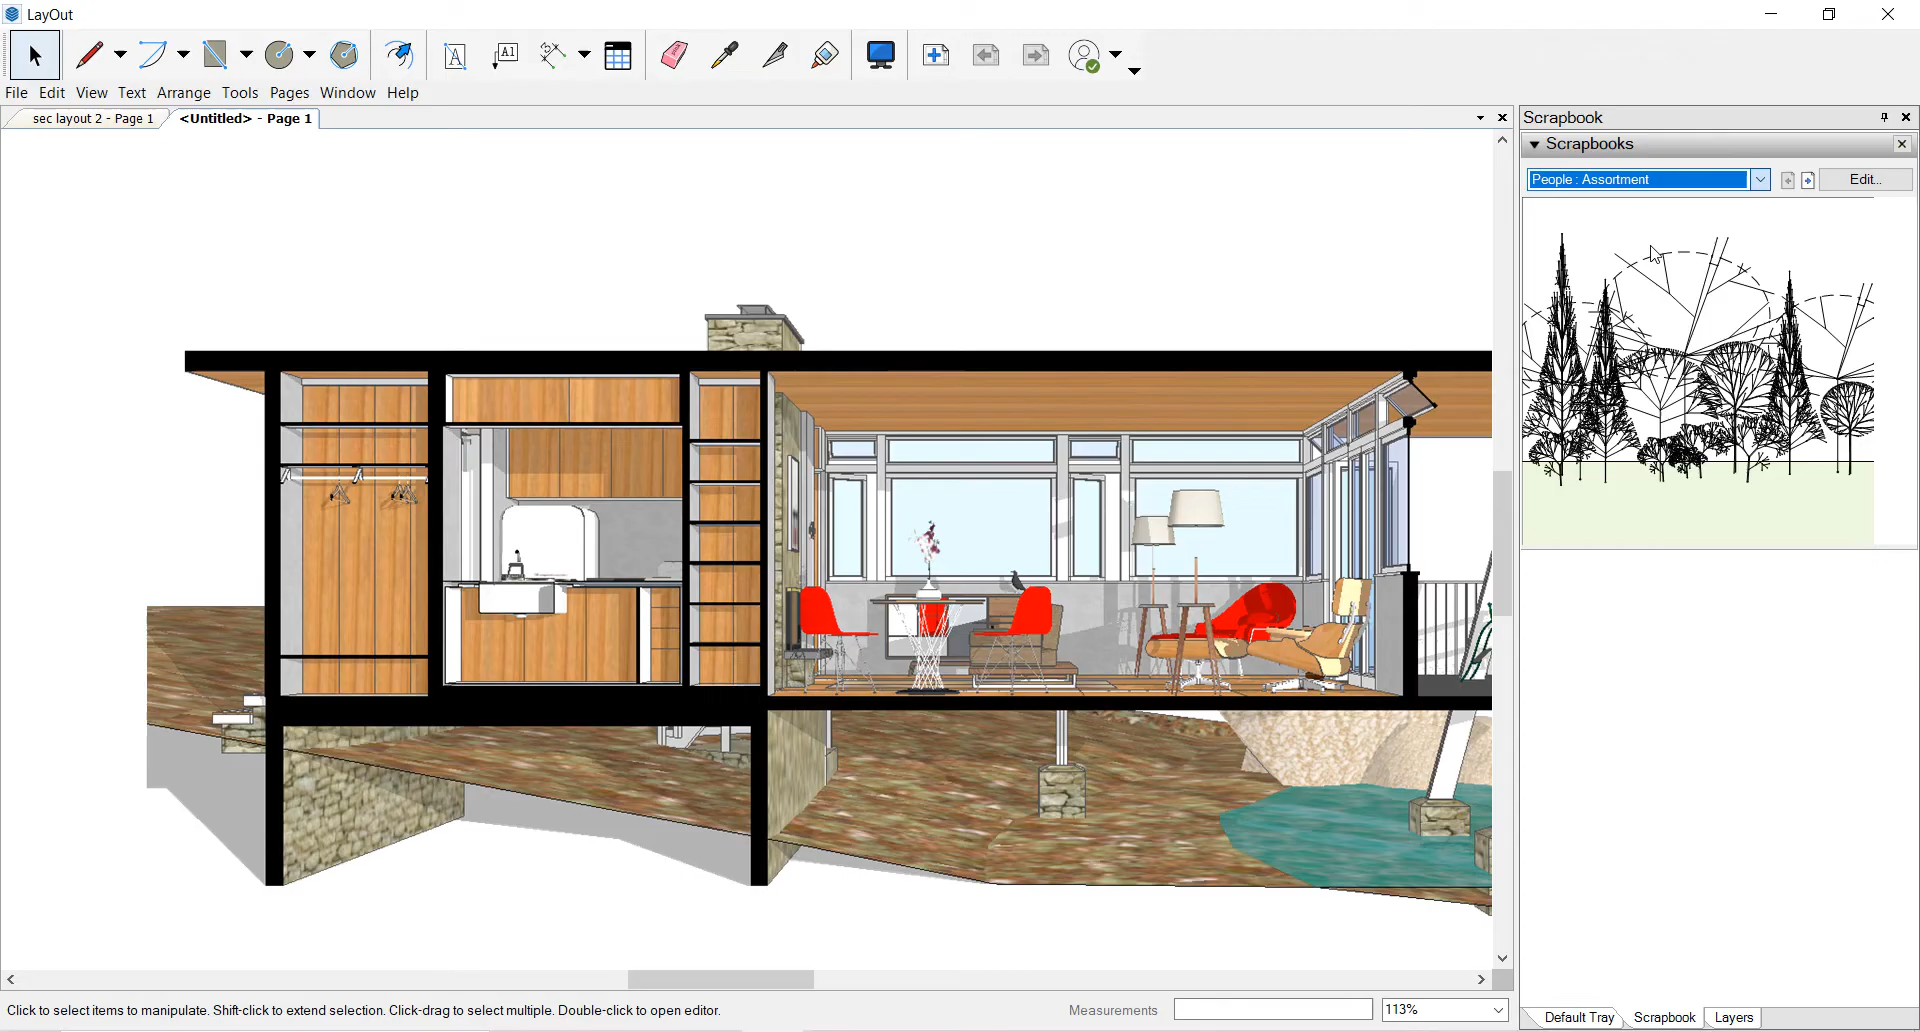 LayOut
A
A1
File Edit View Text Arrange Tools Pages Window Help
sec layout 2 - Page 1
<Untitled> - Page 1
Scrapbook
Scrapbooks
People : Assortment
Edit...
Click to select items to manipulate. Shift-click to extend selection. Click-drag to select multiple. Double-click to open editor.
Measurements
113%
Default Tray
Scrapbook
Layers